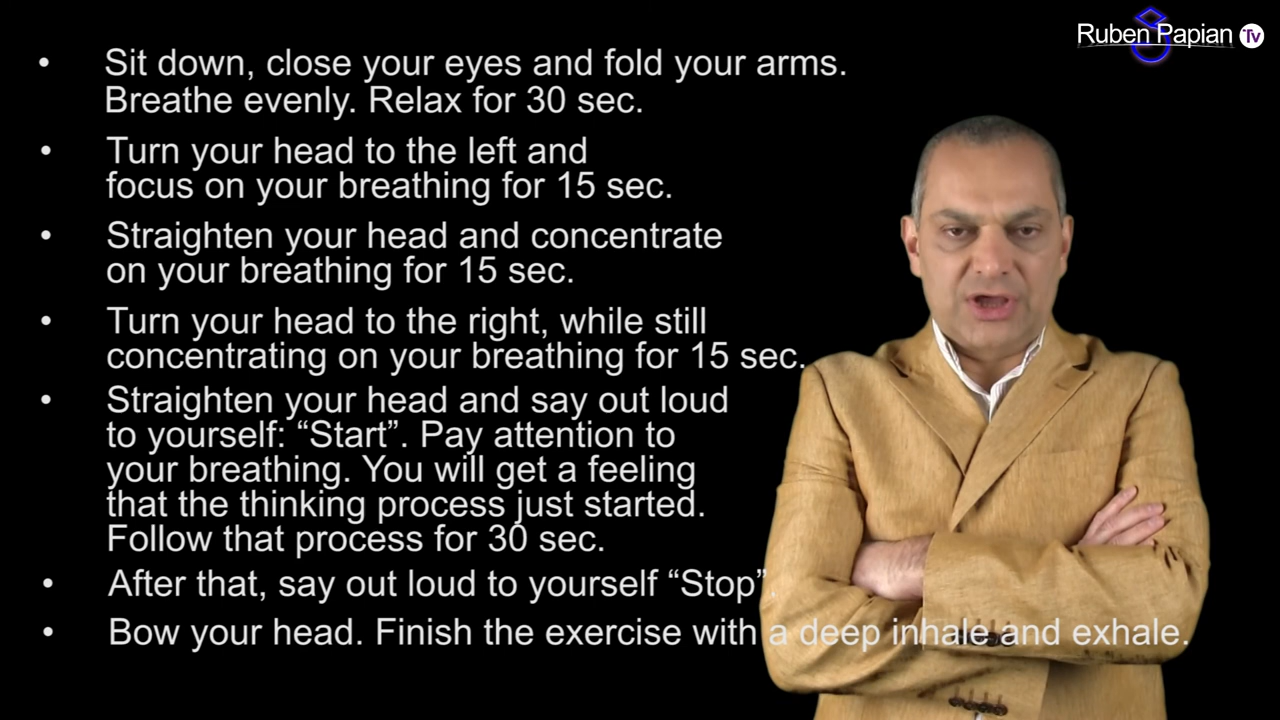 Ruben Papian Tv
• Sit down, close your eyes and fold your arms.
Breathe evenly. Relax for 30 sec.
• Turn your head to the left and
focus on your breathing for 15 sec.
• Straighten your head and concentrate
on your breathing for 15 sec.
• Turn your head to the right, while still
concentrating on your breathing for 15 sec.
• Straighten your head and say out loud
to yourself: “Start”. Pay attention to
your breathing. You will get a feeling
that the thinking process just started.
Follow that process for 30 sec.
• After that, say out loud to yourself “Stop”.
• Bow your head. Finish the exercise with a deep inhale and exhale.